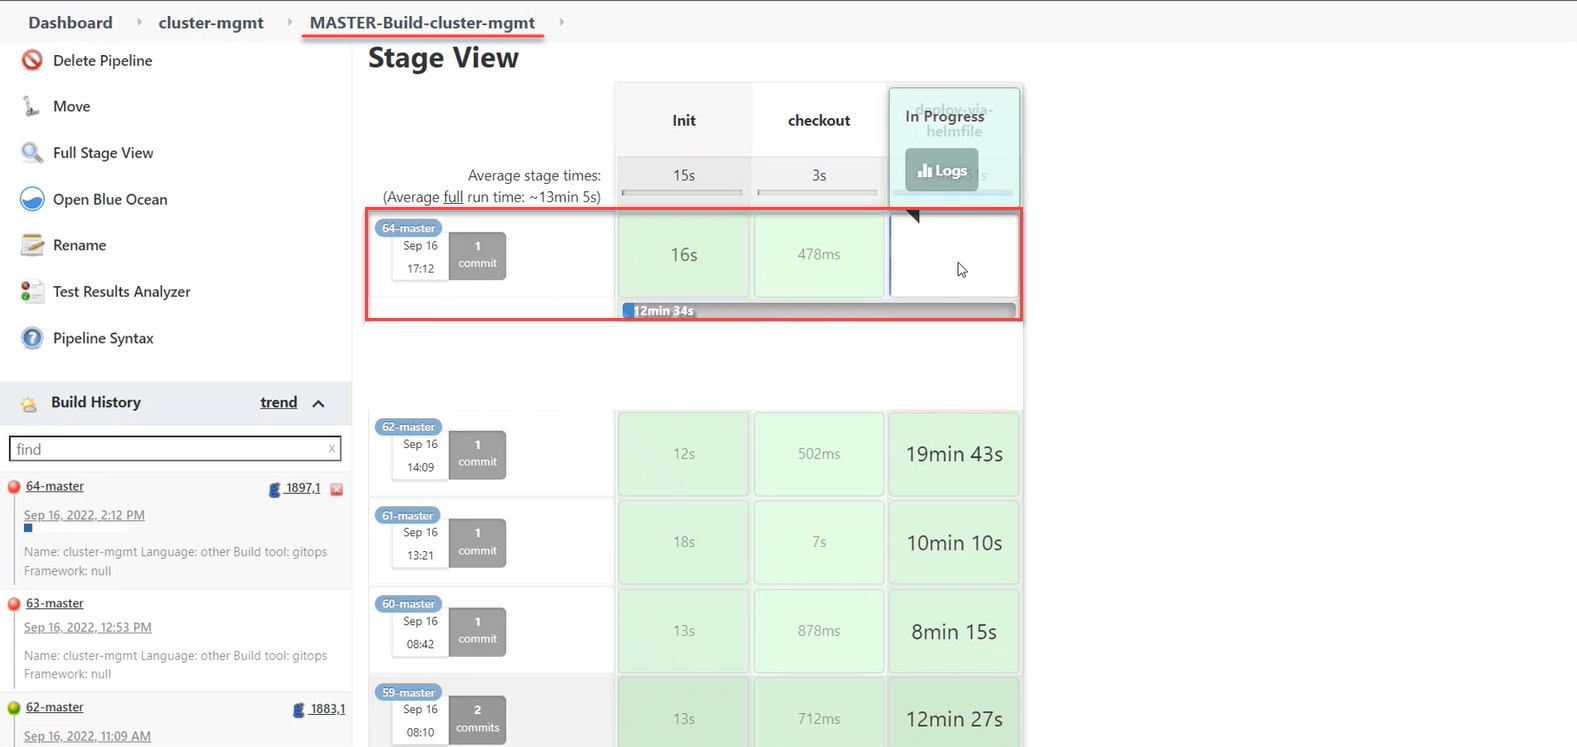 Dashboard cluster-mgmt MASTER-Build-cluster-mgmt
Delete Pipeline
Move
Full Stage View
Open Blue Ocean
Rename
Test Results Analyzer
Pipeline Syntax
Build History trend
find x
64-master 1897,1
Sep 16, 2022, 2:12 PM
Name: cluster-mgmt Language: other Build tool: gitops
Framework: null
63-master
Sep 16, 2022, 12:53 PM
Name: cluster-mgmt Language: other Build tool: gitops
Framework: null
62-master 1883,1
Sep 16, 2022, 11:09 AM
Stage View
Init checkout deploy-via-
helmfile
In Progress
Logs
Average stage times:
(Average full run time: ~13min 5s)
15s 3s
64-master
Sep 16
17:12
1
commit
16s 478ms
12min 34s
62-master
Sep 16
14:09
1
commit
12s 502ms 19min 43s
61-master
Sep 16
13:21
1
commit
18s 7s 10min 10s
60-master
Sep 16
08:42
1
commit
13s 878ms 8min 15s
59-master
Sep 16
08:10
2
commits
13s 712ms 12min 27s